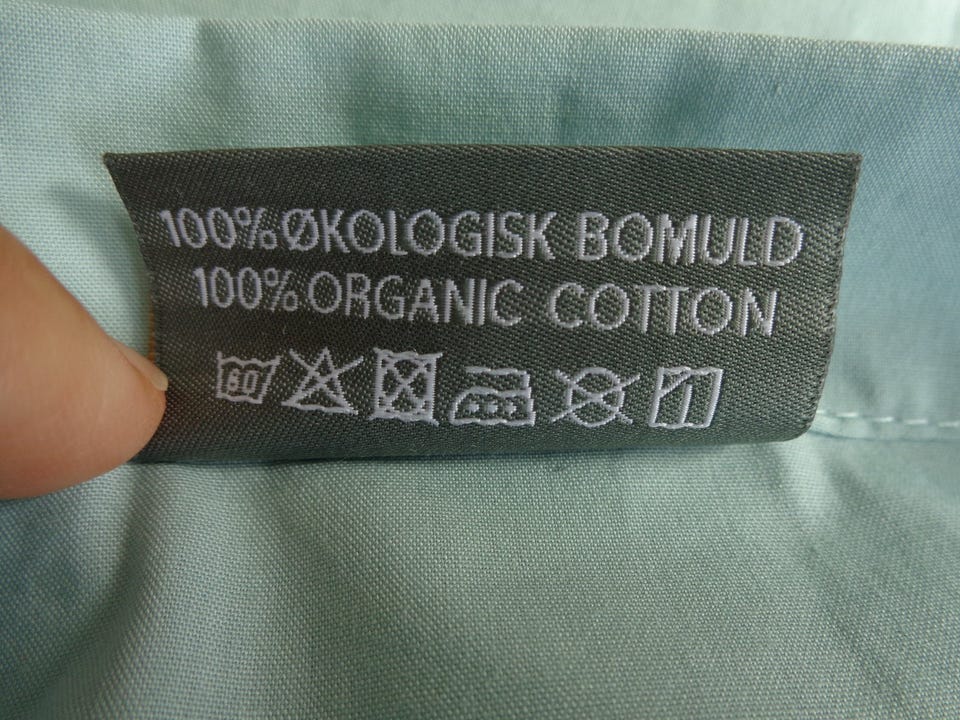 100% ØKOLOGISK BOMULD
100% ORGANIC COTTON
60